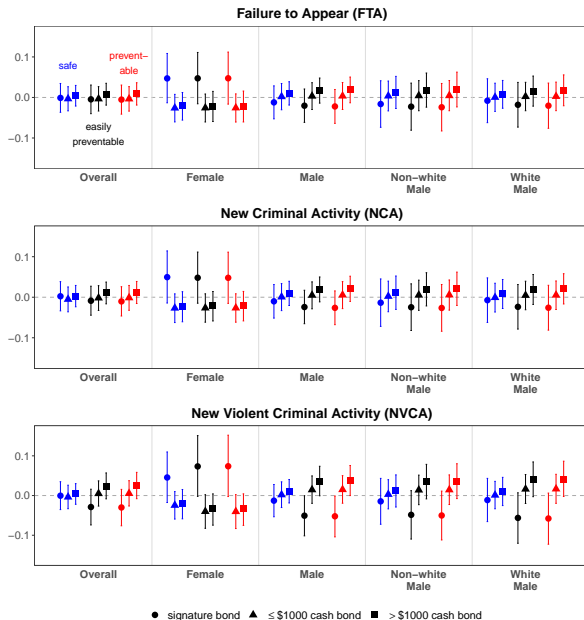 Failure to Appear (FTA)
safe
prevent−
able
easily
preventable
0.1
0.0
−0.1
Overall
Female
Male
Non−white
Male
White
Male
New Criminal Activity (NCA)
0.1
0.0
−0.1
Overall
Female
Male
Non−white
Male
White
Male
New Violent Criminal Activity (NVCA)
0.1
0.0
−0.1
Overall
Female
Male
Non−white
Male
White
Male
signature bond ≤ $1000 cash bond > $1000 cash bond